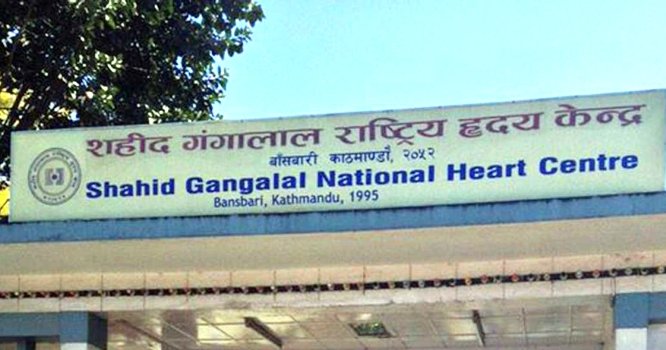 शहीद गंगालाल राष्ट्रिय हृदय केन्द्र
बाँसबारी काठमाण्डौ, २०५२
Shahid Gangalal National Heart Centre
Bansbari, Kathmandu, 1995